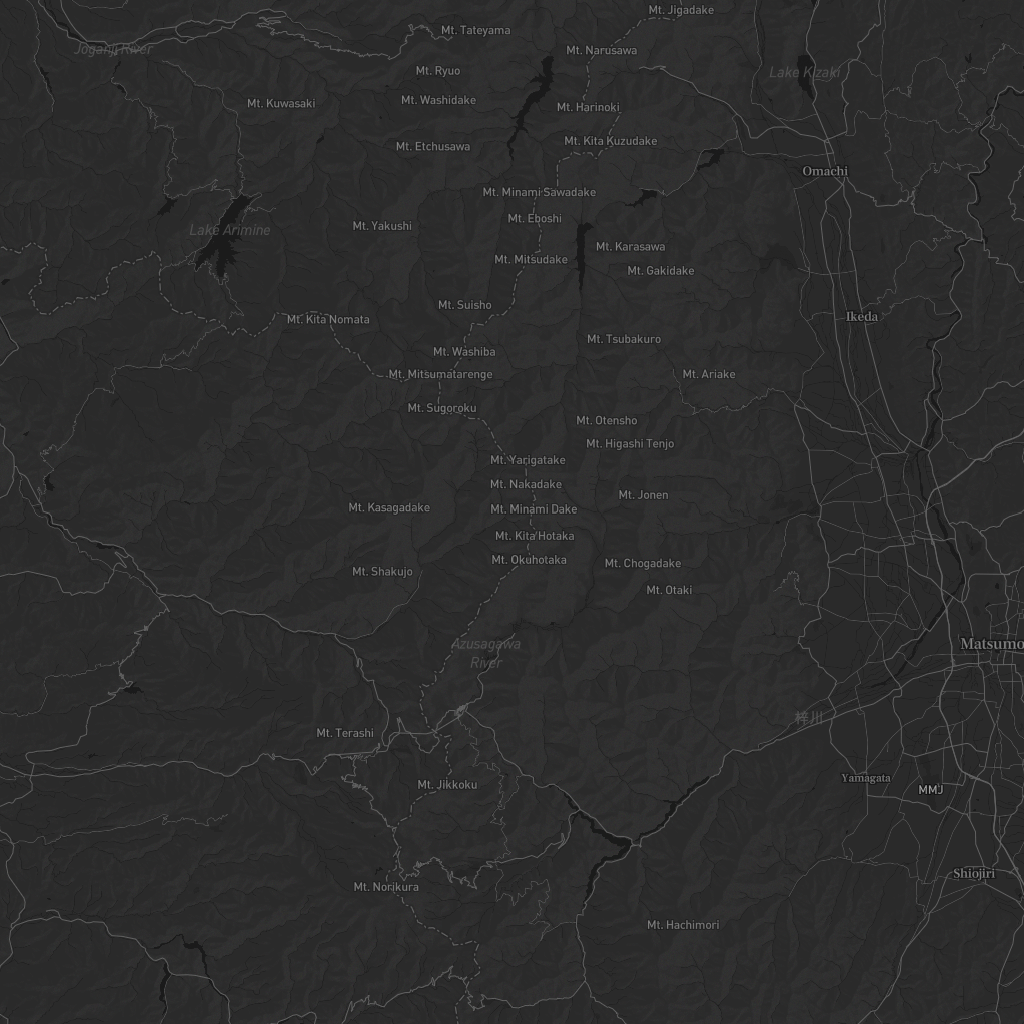 Mt. Jigadake
Mt. Tateyama
Joganji River
Mt. Narusawa
Mt. Ryuo
Lake Kizaki
Mt. Kuwasaki
Mt. Washidake
Mt. Harinoki
Mt. Etchusawa
Mt. Kita Kuzudake
Omachi
Mt. Minami Sawadake
Mt. Eboshi
Mt. Yakushi
Lake Arimine
Mt. Karasawa
Mt. Mitsudake
Mt. Gakidake
Mt. Suisho
Ikeda
Mt. Kita Nomata
Mt. Tsubakuro
Mt. Washiba
Mt. Mitsumatarenge
Mt. Ariake
Mt. Sugoroku
Mt. Otensho
Mt. Higashi Tenjo
Mt. Yarigatake
Mt. Nakadake
Mt. Jonen
Mt. Kasagadake
Mt. Minami Dake
Mt. Kita Hotaka
Mt. Okuhotaka
Mt. Chogadake
Mt. Shakujo
Mt. Otaki
Azusagawa
River
Matsumo
梓川
Mt. Terashi
Yamagata
Mt. Jikkoku
MMJ
Shiojiri
Mt. Norikura
Mt. Hachimori